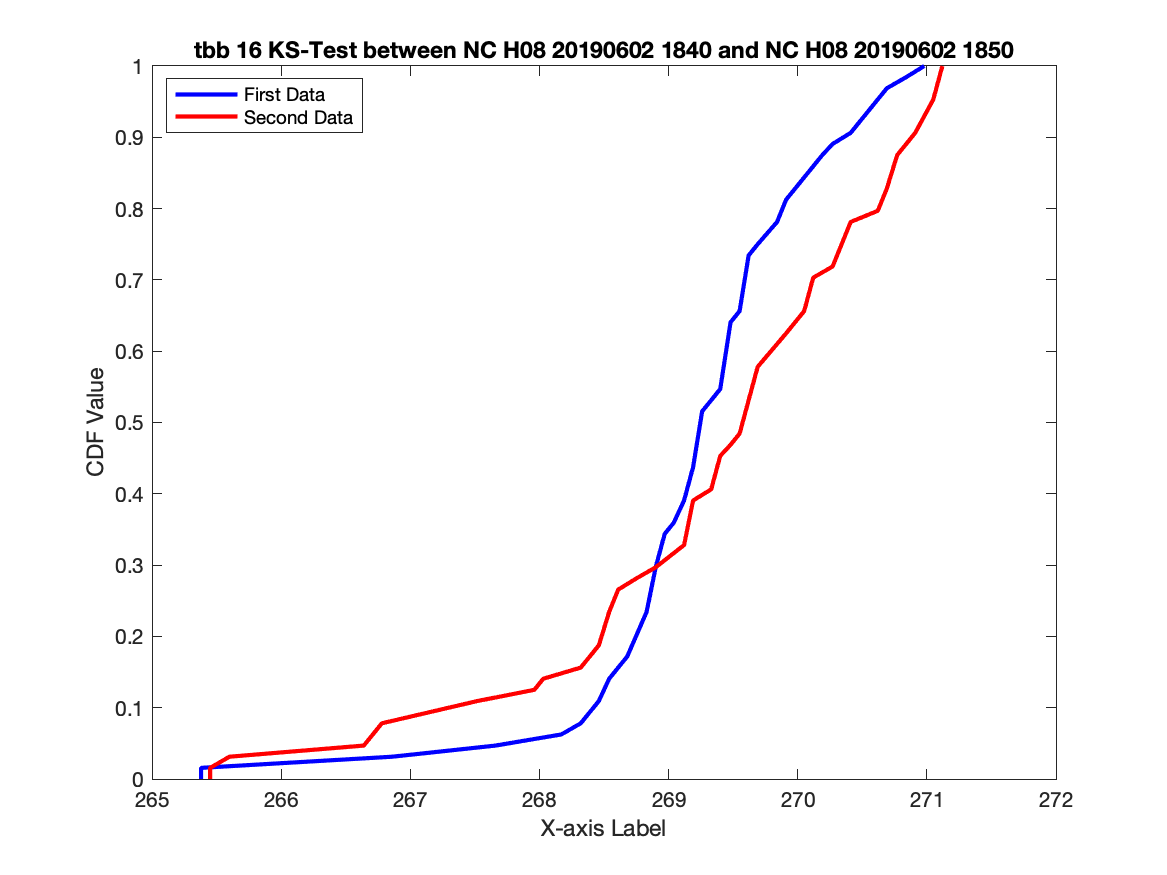 tbb 16 KS-Test between NC H08 20190602 1840 and NC H08 20190602 1850
First Data
Second Data
1
0.9
0.8
0.7
0.6
0.5
0.4
0.3
0.2
0.1
0
CDF Value
265 266 267 268 269 270 271 272
X-axis Label